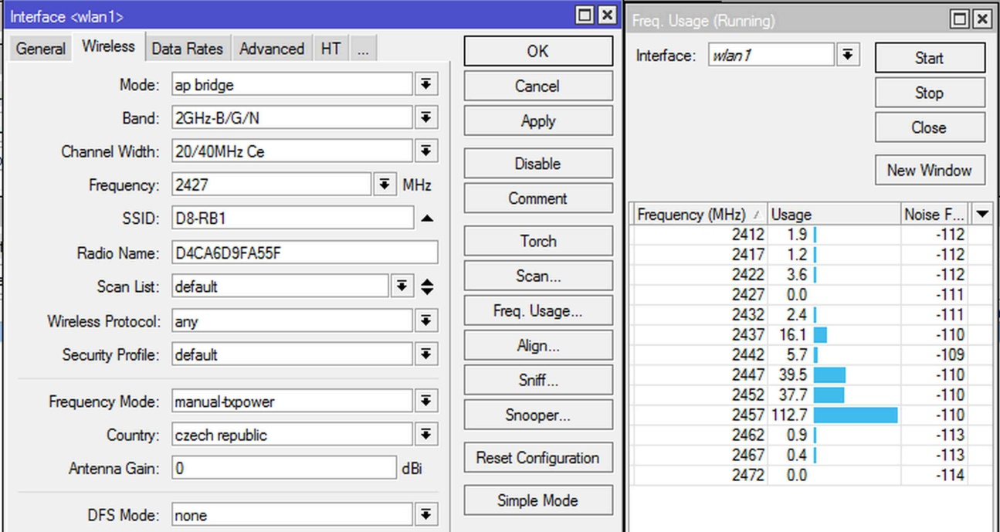 Interface <wlan1>
General Wireless Data Rates Advanced HT ...
Mode: ap bridge
Band: 2GHz-B/G/N
Channel Width: 20/40MHz Ce
Frequency: 2427 MHz
SSID: D8-RB1
Radio Name: D4CA6D9FA55F
Scan List: default
Wireless Protocol: any
Security Profile: default
Frequency Mode: manual-txpower
Country: czech republic
Antenna Gain: 0 dBi
DFS Mode: none
OK
Cancel
Apply
Disable
Comment
Torch
Scan...
Freq. Usage...
Align...
Sniff...
Snooper...
Reset Configuration
Simple Mode
Freq. Usage (Running)
Interface: wlan1
Start
Stop
Close
New Window
Frequency (MHz) Usage Noise F...
2412 1.9 -112
2417 1.2 -112
2422 3.6 -112
2427 0.0 -111
2432 2.4 -111
2437 16.1 -110
2442 5.7 -109
2447 39.5 -110
2452 37.7 -110
2457 112.7 -110
2462 0.9 -113
2467 0.4 -113
2472 0.0 -114